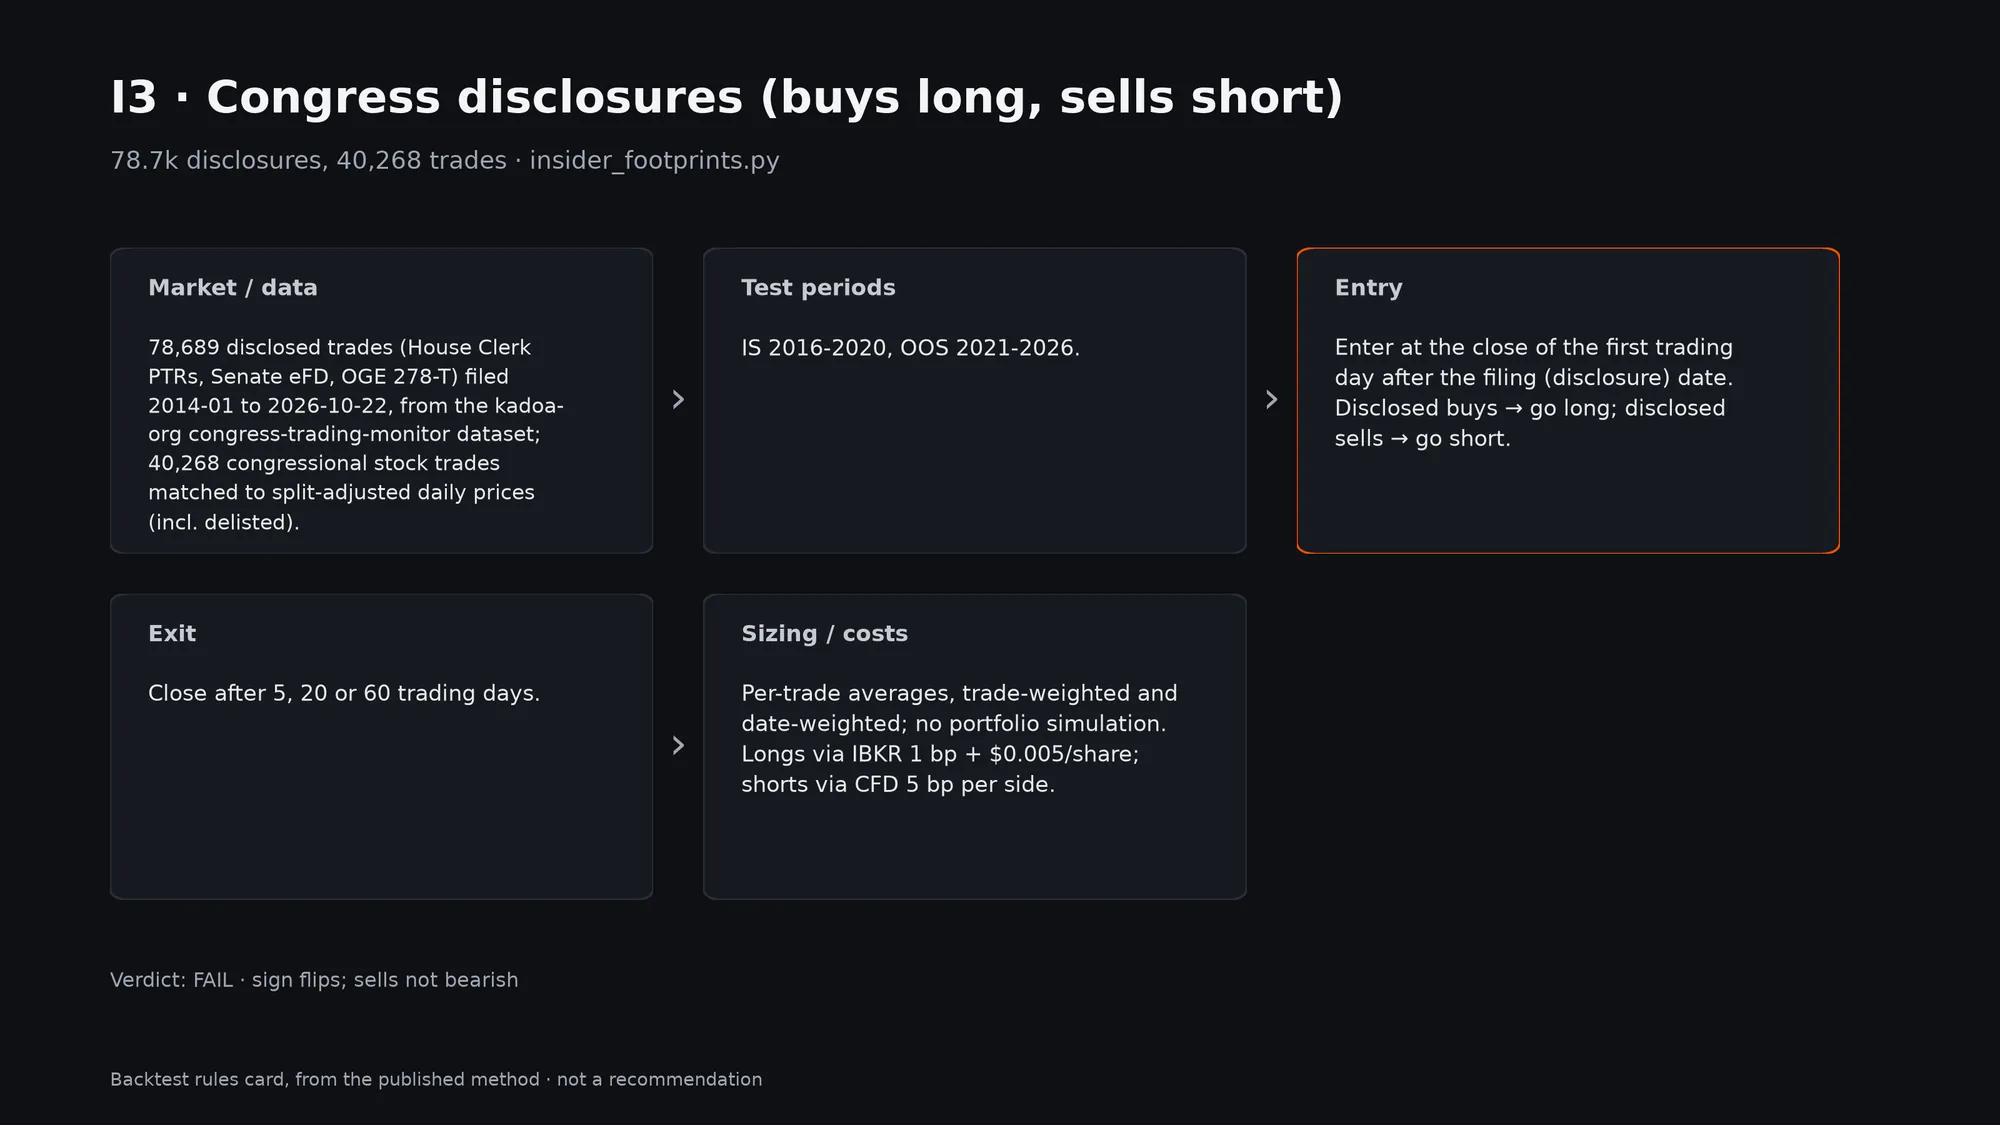 I3 · Congress disclosures (buys long, sells short)
78.7k disclosures, 40,268 trades · insider_footprints.py
Market / data
78,689 disclosed trades (House Clerk
PTRs, Senate eFD, OGE 278-T) filed
2014-01 to 2026-10-22, from the kadoa-
org congress-trading-monitor dataset;
40,268 congressional stock trades
matched to split-adjusted daily prices
(incl. delisted).
›
Test periods
IS 2016-2020, OOS 2021-2026.
›
Entry
Enter at the close of the first trading
day after the filing (disclosure) date.
Disclosed buys → go long; disclosed
sells → go short.
Exit
Close after 5, 20 or 60 trading days.
›
Sizing / costs
Per-trade averages, trade-weighted and
date-weighted; no portfolio simulation.
Longs via IBKR 1 bp + $0.005/share;
shorts via CFD 5 bp per side.
Verdict: FAIL · sign flips; sells not bearish
Backtest rules card, from the published method · not a recommendation